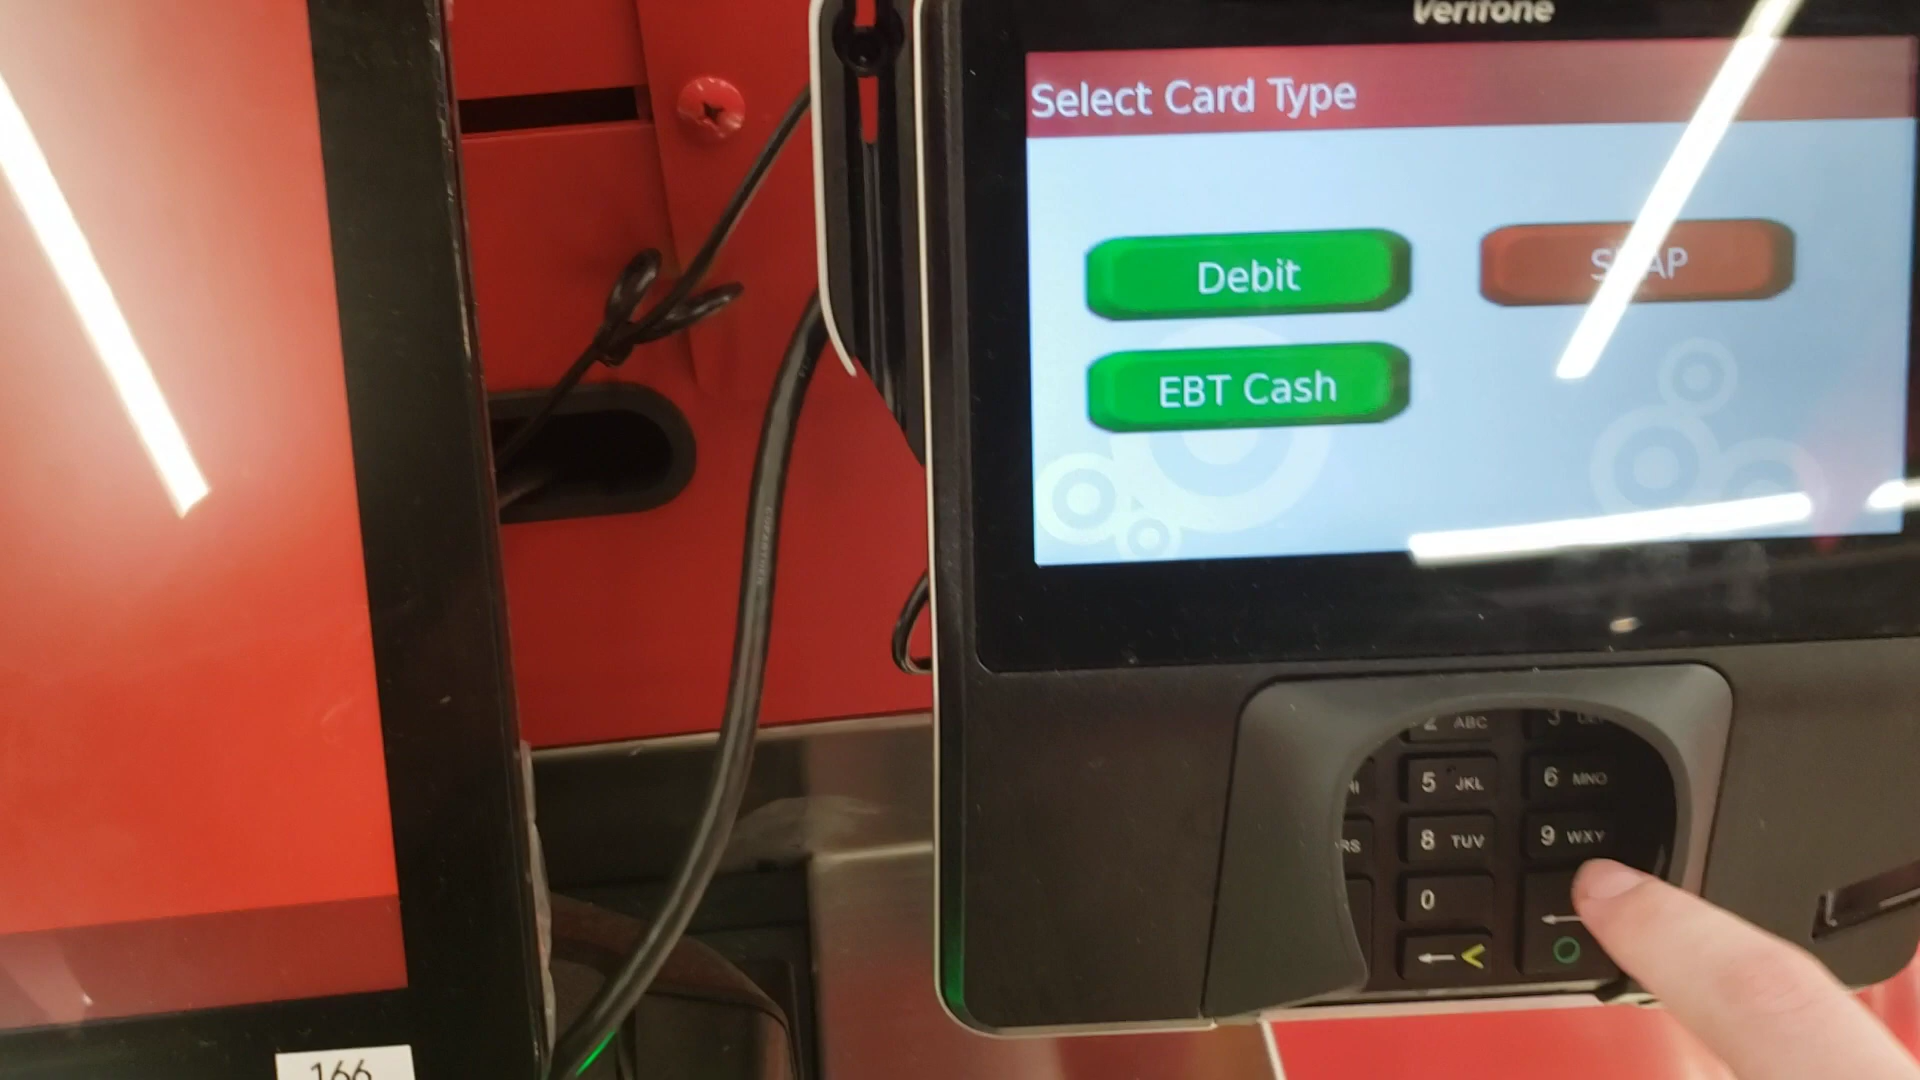 Verifone
Select Card Type
Debit
SNAP
EBT Cash
2 ABC
3
5 JKL
6 MNO
8 TUV
9 WXY
0
166